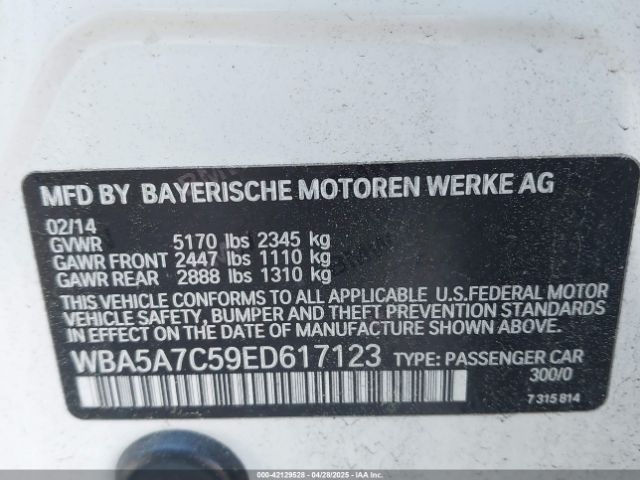 MFD BY BAYERISCHE MOTOREN WERKE AG
02/14
GVWR 5170 lbs 2345 kg
GAWR FRONT 2447 lbs 1110 kg
GAWR REAR 2888 lbs 1310 kg
THIS VEHICLE CONFORMS TO ALL APPLICABLE U.S.FEDERAL MOTOR
VEHICLE SAFETY, BUMPER AND THEFT PREVENTION STANDARDS
IN EFFECT ON THE DATE OF MANUFACTURE SHOWN ABOVE.
WBA5A7C59ED617123 TYPE: PASSENGER CAR
300/0
7 315 814
000-42129528 - 04/28/2025 - IAAI.COM